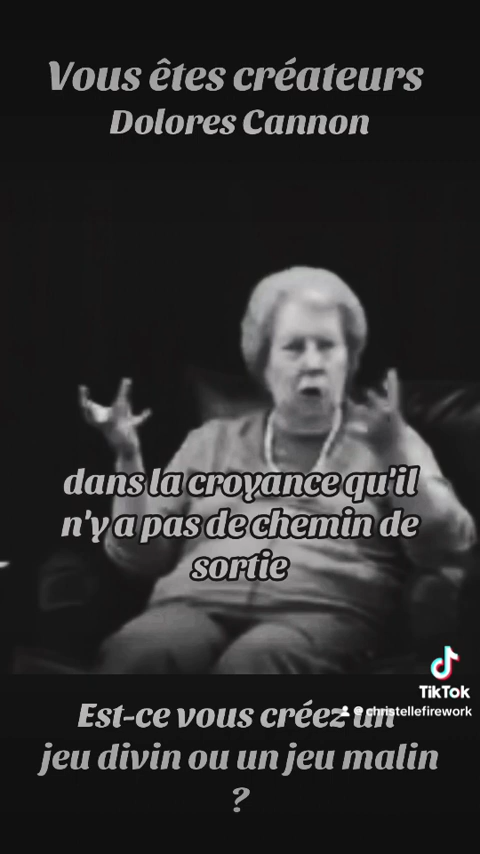 Vous êtes créateurs
Dolores Cannon
dans la croyance qu'il
n'y a pas de chemin de
sortie
TikTok
@christellefirework
Est-ce vous créez un
jeu divin ou un jeu malin
?